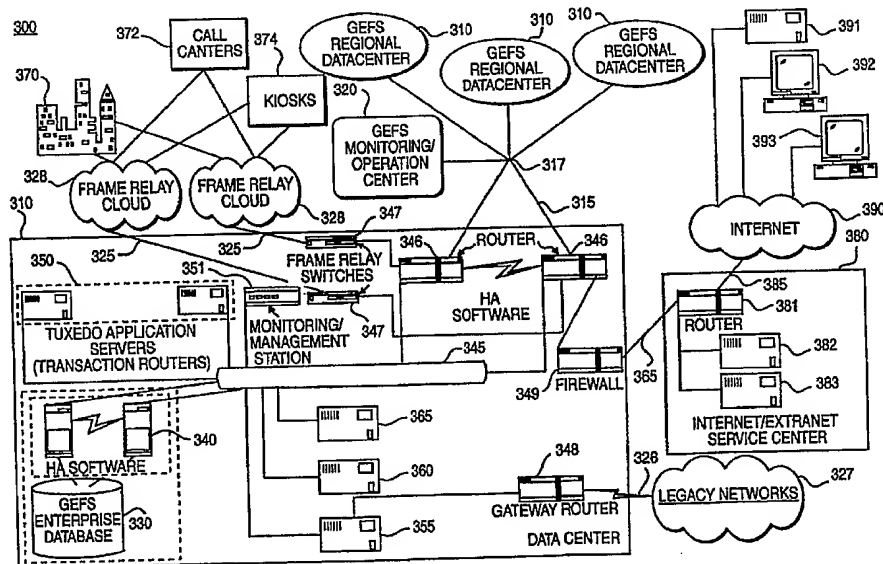 300
372
CALL
CANTERS
374
KIOSKS
370
310
GEFS
REGIONAL
DATACENTER
310
GEFS
REGIONAL
DATACENTER
310
GEFS
REGIONAL
DATACENTER
320
GEFS
MONITORING/
OPERATION
CENTER
317
315
391
392
393
INTERNET
390
328
FRAME RELAY
CLOUD
FRAME RELAY
CLOUD
328
310
325
325
347
FRAME RELAY
SWITCHES
347
346
ROUTER
346
HA
SOFTWARE
350
351
TUXEDO APPLICATION
SERVERS
(TRANSACTION ROUTERS)
MONITORING/
MANAGEMENT
STATION
345
349
FIREWALL
365
380
385
381
ROUTER
382
383
INTERNET/EXTRANET
SERVICE CENTER
340
HA SOFTWARE
GEFS
ENTERPRISE
DATABASE
330
365
360
355
348
GATEWAY ROUTER
DATA CENTER
328
LEGACY NETWORKS
327